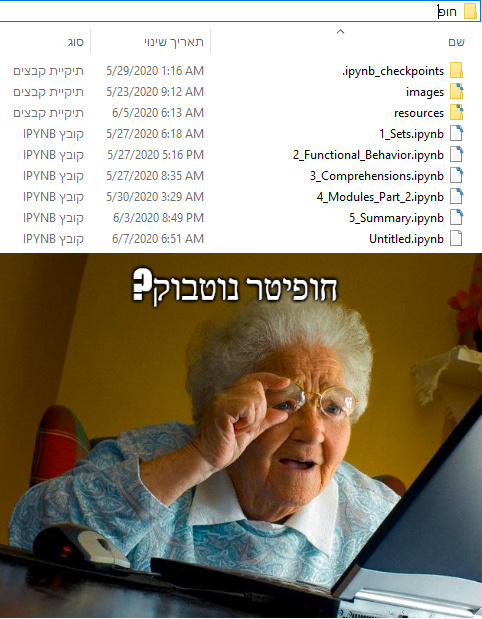 חופ
שם תאריך שינוי סוג
.ipynb_checkpoints 5/29/2020 1:16 AM תיקיית קבצים
images 5/23/2020 9:12 AM תיקיית קבצים
resources 6/5/2020 6:13 AM תיקיית קבצים
1_Sets.ipynb 5/27/2020 6:18 AM קובץ IPYNB
2_Functional_Behavior.ipynb 5/27/2020 5:16 PM קובץ IPYNB
3_Comprehensions.ipynb 5/27/2020 8:35 AM קובץ IPYNB
4_Modules_Part_2.ipynb 5/30/2020 3:29 AM קובץ IPYNB
5_Summary.ipynb 6/3/2020 8:49 PM קובץ IPYNB
Untitled.ipynb 6/7/2020 6:51 AM קובץ IPYNB
חופיטר נוטבוק?